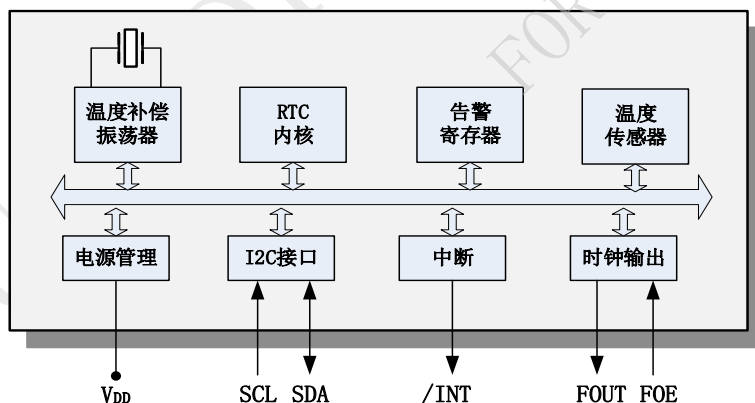 温度补偿
振荡器
RTC
内核
告警
寄存器
温度
传感器
电源管理
I2C接口
中断
时钟输出
VDD
SCL SDA
/INT
FOUT FOE
FOR